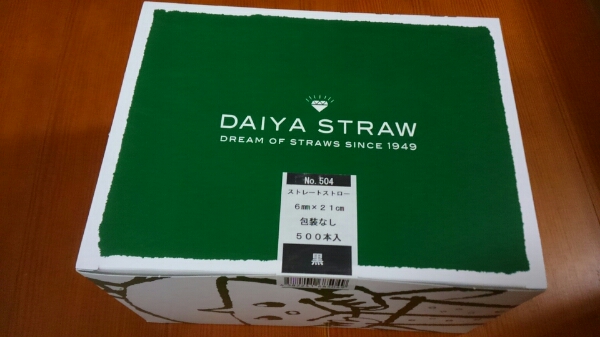 DAIYA STRAW
DREAM OF STRAWS SINCE 1949
No.504
ストレートストロー
6㎜×21㎝
包装なし
500本入
黒